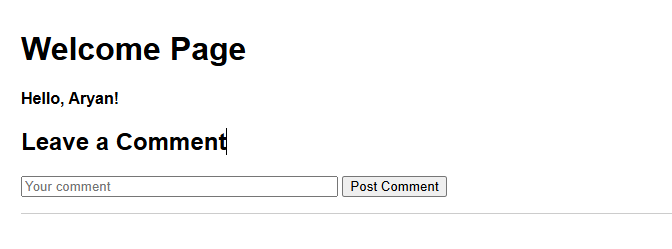 Welcome Page
Hello, Aryan!
Leave a Comment
Your comment Post Comment